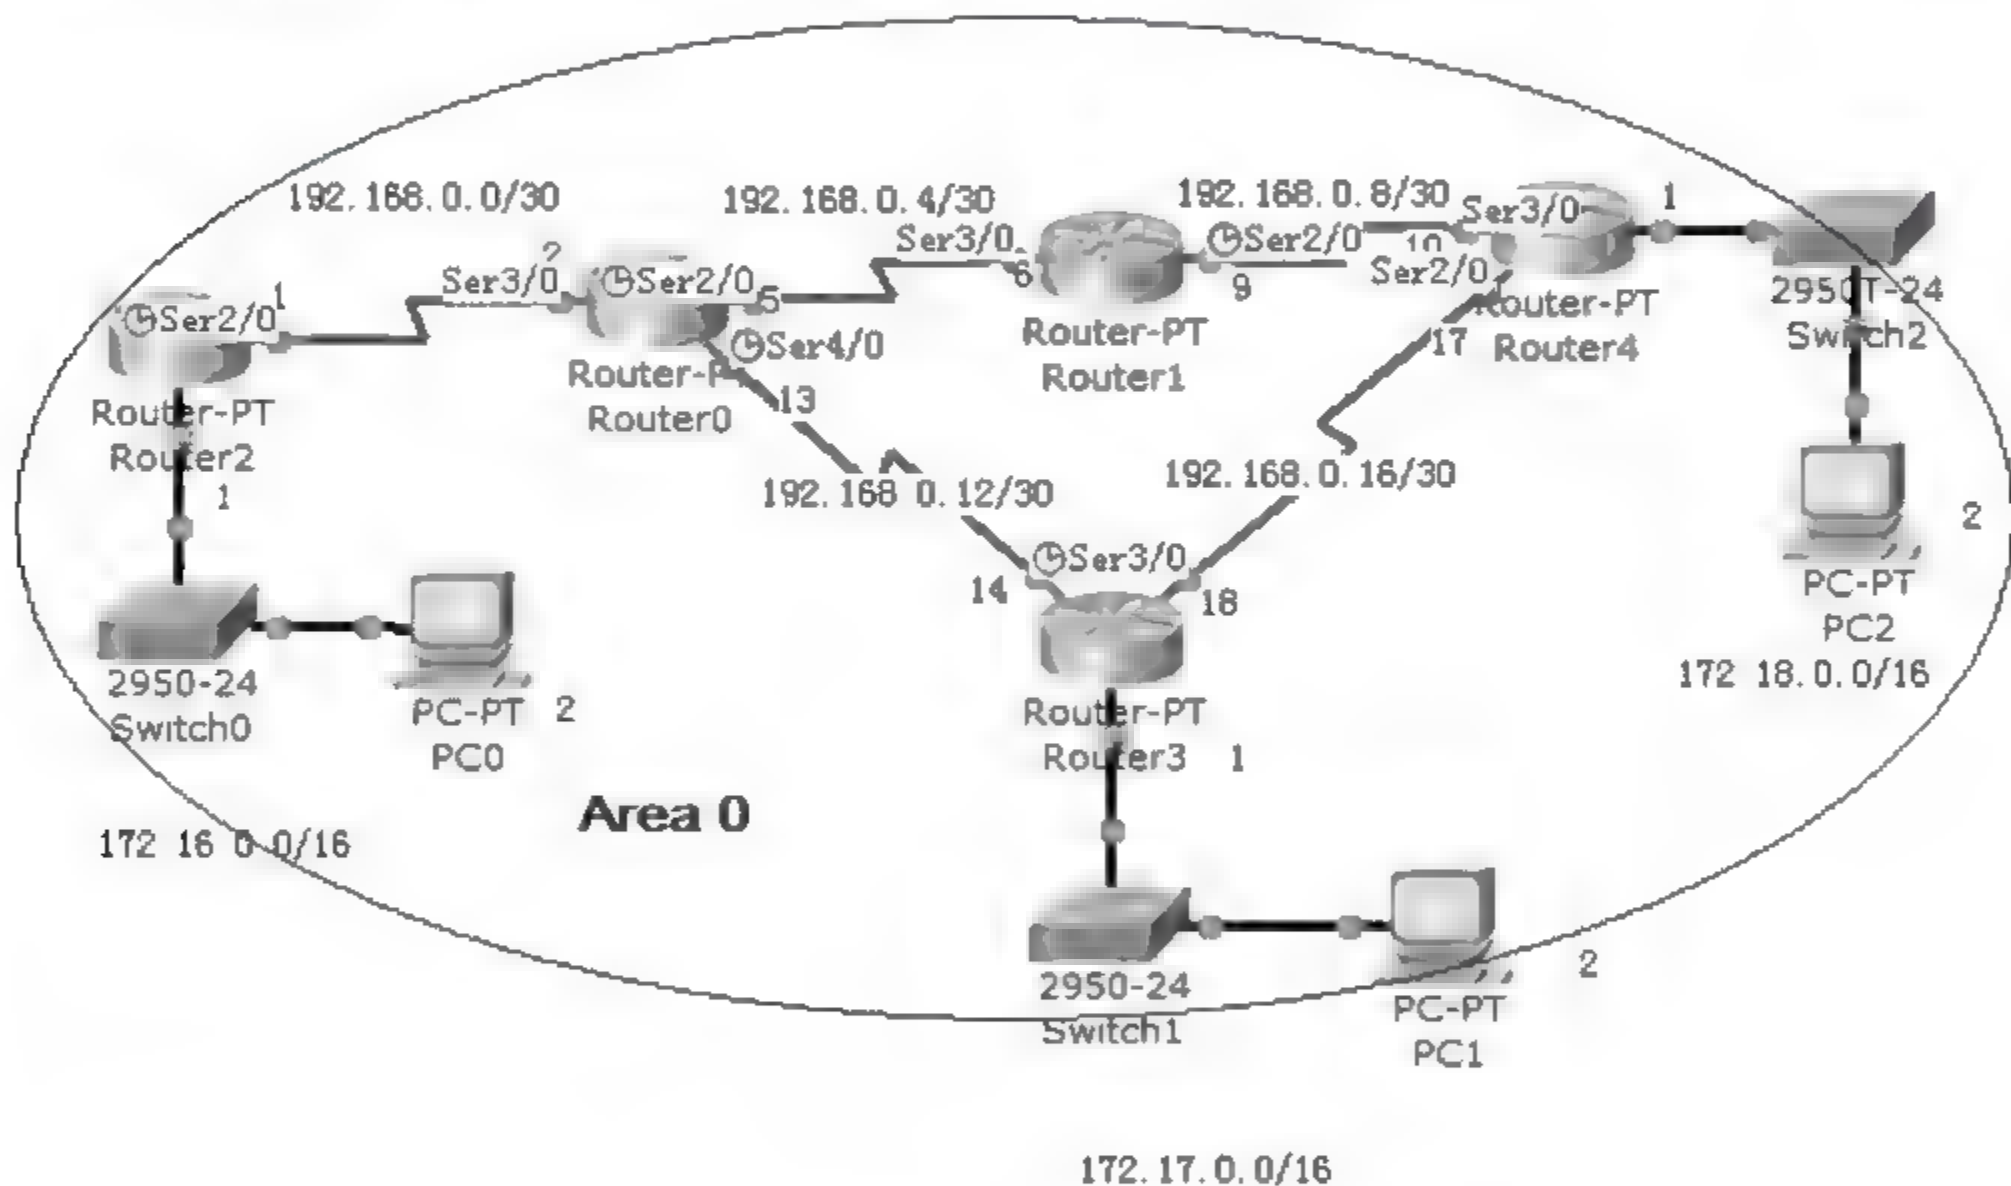 192.168.0.0/30
192.168.0.4/30
192.168.0.8/30
Ser3/0
1
Ser3/0
Ser2/0
10
2
Ser3/0
Ser2/0
5
6
9
Ser2/0
Router-PT
Router4
17
2950T-24
Switch2
Ser2/0
1
Ser4/0
13
Router-PT
Router0
Router-PT
Router1
Router-PT
Router2
1
192.168 0.12/30
192.168.0.16/30
2
PC-PT
PC2
172 18.0.0/16
14
Ser3/0
18
2950-24
Switch0
PC-PT
PC0
2
Router-PT
Router3
1
Area 0
172 16 0 0/16
2950-24
Switch1
2
PC-PT
PC1
172.17.0.0/16